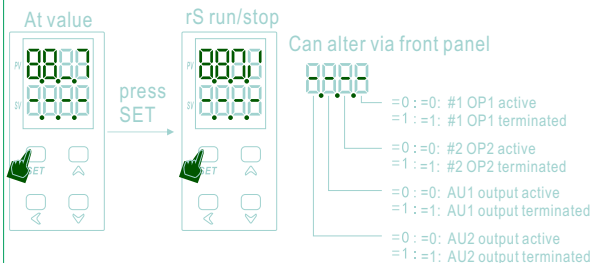 At value
rS run/stop
Can alter via front panel
PV
SV
SET
press
SET
PV
SV
SET
=0 : =0: #1 OP1 active
=1 : =1: #1 OP1 terminated
=0 : =0: #2 OP2 active
=1 : =1: #2 OP2 terminated
=0 : =0: AU1 output active
=1 : =1: AU1 output terminated
=0 : =0: AU2 output active
=1 : =1: AU2 output terminated